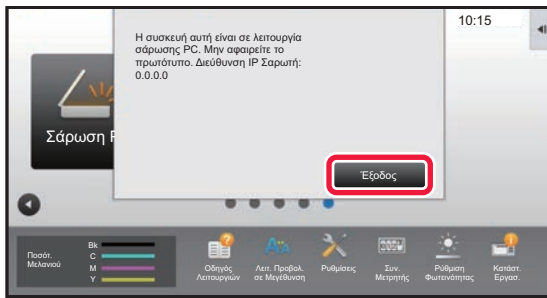 10:15
Η συσκευή αυτή είναι σε λειτουργία
σάρωσης PC. Μην αφαιρείτε το
πρωτότυπο. Διεύθυνση IP Σαρωτή:
0.0.0.0
Σάρωση
Έξοδος
Ποσότ.
Μελανιού
Bk
C
M
Y
Οδηγός
Λειτουργιών
Λειτ. Προβολ.
σε Μεγέθυνση
Ρυθμίσεις
Συν.
Μετρητής
Ρύθμιση
Φωτεινότητας
Κατάστ.
Εργασ.